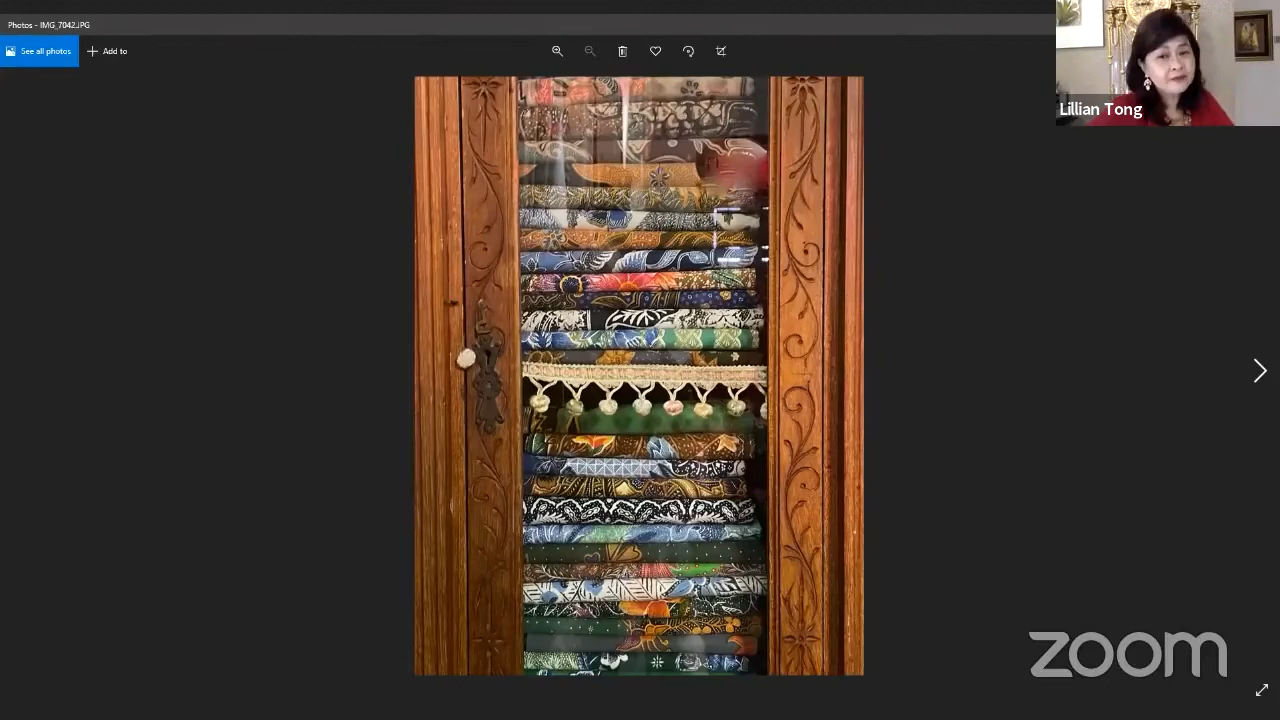 Photos - IMG_7042.JPG
See all photos
Add to
Lillian Tong
zoom